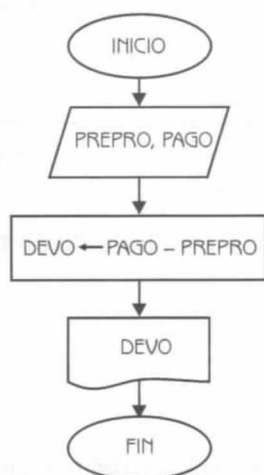 INICIO
PREPRO, PAGO
DEVO ← PAGO – PREPRO
DEVO
FIN